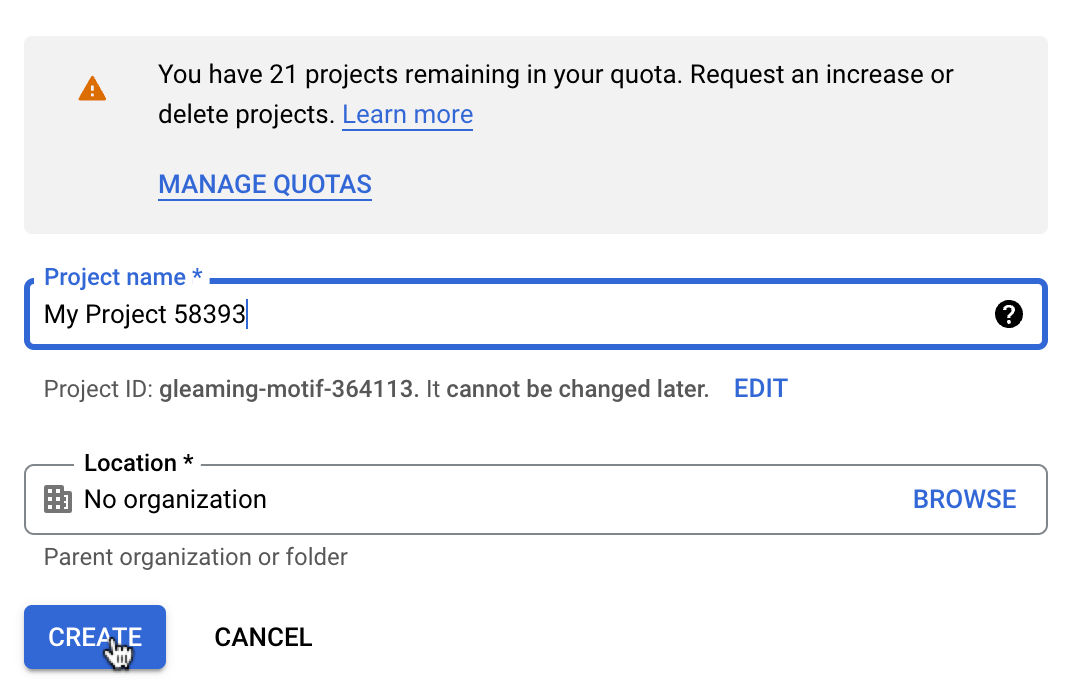 You have 21 projects remaining in your quota. Request an increase or
delete projects. Learn more
MANAGE QUOTAS
Project name *
My Project 58393
Project ID: gleaming-motif-364113. It cannot be changed later. EDIT
Location *
No organization BROWSE
Parent organization or folder
CREATE CANCEL